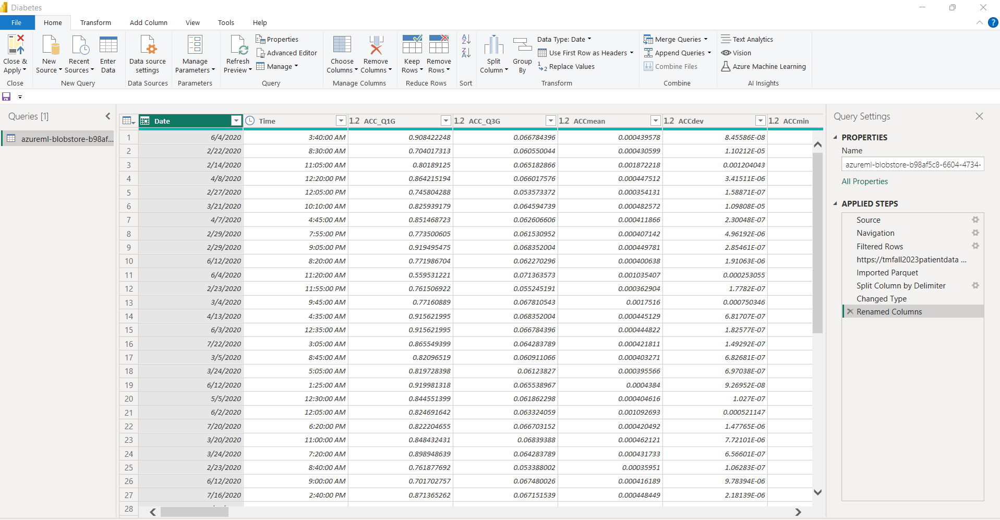 Diabetes
File Home Transform Add Column View Tools Help
Close & Apply
New Source
Recent Sources
Enter Data
Data source settings
Manage Parameters
Refresh Preview
Properties
Advanced Editor
Manage
Choose Columns
Remove Columns
Keep Rows
Remove Rows
Split Column
Group By
Data Type: Date
Use First Row as Headers
Replace Values
Merge Queries
Append Queries
Combine Files
Text Analytics
Vision
Azure Machine Learning
Close New Query Data Sources Parameters Query Manage Columns Reduce Rows Sort Transform Combine AI Insights
Queries [1]
azureml-blobstore-b98af...
Date Time 1.2 ACC_Q1G 1.2 ACC_Q3G 1.2 ACCmean 1.2 ACCdev 1.2 ACCmin
1 6/4/2020 3:40:00 AM 0.908422248 0.066784396 0.000439578 8.45586E-08
2 2/22/2020 8:30:00 AM 0.704017313 0.060550044 0.000430599 1.10212E-05
3 2/14/2020 11:05:00 AM 0.80189125 0.065182866 0.001872218 0.001204043
4 4/8/2020 12:20:00 PM 0.864215194 0.066017576 0.000447512 3.41511E-06
5 2/27/2020 12:05:00 PM 0.745804288 0.053573372 0.000354131 1.58871E-07
6 3/21/2020 10:10:00 AM 0.825939179 0.064594739 0.000482572 1.09808E-05
7 4/7/2020 4:45:00 AM 0.851468723 0.062606606 0.000411866 2.30048E-07
8 2/29/2020 7:55:00 PM 0.773500605 0.061530952 0.000407142 4.96192E-06
9 2/29/2020 9:05:00 PM 0.919495475 0.068352004 0.000449781 2.85461E-07
10 6/12/2020 8:20:00 AM 0.771986704 0.062270296 0.000400638 1.91063E-06
11 6/4/2020 11:20:00 AM 0.559531221 0.071363573 0.001035407 0.000253055
12 2/23/2020 11:55:00 PM 0.761506922 0.055245191 0.000362904 1.7782E-07
13 3/4/2020 9:45:00 AM 0.77160889 0.067810543 0.0017516 0.000750346
14 4/13/2020 4:35:00 AM 0.915621995 0.068352004 0.000445129 6.81707E-07
15 6/3/2020 12:35:00 AM 0.915621995 0.066784396 0.000444822 1.82577E-07
16 7/22/2020 3:05:00 AM 0.865549399 0.064283789 0.000421811 1.49292E-07
17 3/5/2020 8:45:00 AM 0.82096519 0.060911066 0.000403271 6.82681E-07
18 3/24/2020 5:05:00 AM 0.819728398 0.06123827 0.000395566 6.97038E-07
19 6/12/2020 1:25:00 AM 0.919981318 0.065538967 0.0004384 9.26952E-08
20 5/5/2020 12:30:00 AM 0.844551399 0.061862298 0.000404616 1.027E-07
21 6/2/2020 12:05:00 AM 0.824691642 0.063324059 0.001092693 0.000521147
22 7/20/2020 6:20:00 PM 0.822204655 0.066703152 0.000420492 1.47765E-06
23 3/20/2020 11:00:00 AM 0.848432431 0.06839388 0.000462121 7.72101E-06
24 3/24/2020 7:20:00 AM 0.898948639 0.064283789 0.000431733 6.56601E-07
25 2/23/2020 8:40:00 AM 0.761877692 0.053388002 0.00035951 1.06283E-07
26 6/12/2020 9:00:00 AM 0.701702757 0.067480026 0.000416189 9.78394E-06
27 7/16/2020 2:40:00 PM 0.871365262 0.067151539 0.000448449 2.18139E-06
28
Query Settings
PROPERTIES
Name
azureml-blobstore-b98af5c8-6604-4734-
All Properties
APPLIED STEPS
Source
Navigation
Filtered Rows
https://tmfall2023patientdata ...
Imported Parquet
Split Column by Delimiter
Changed Type
Renamed Columns